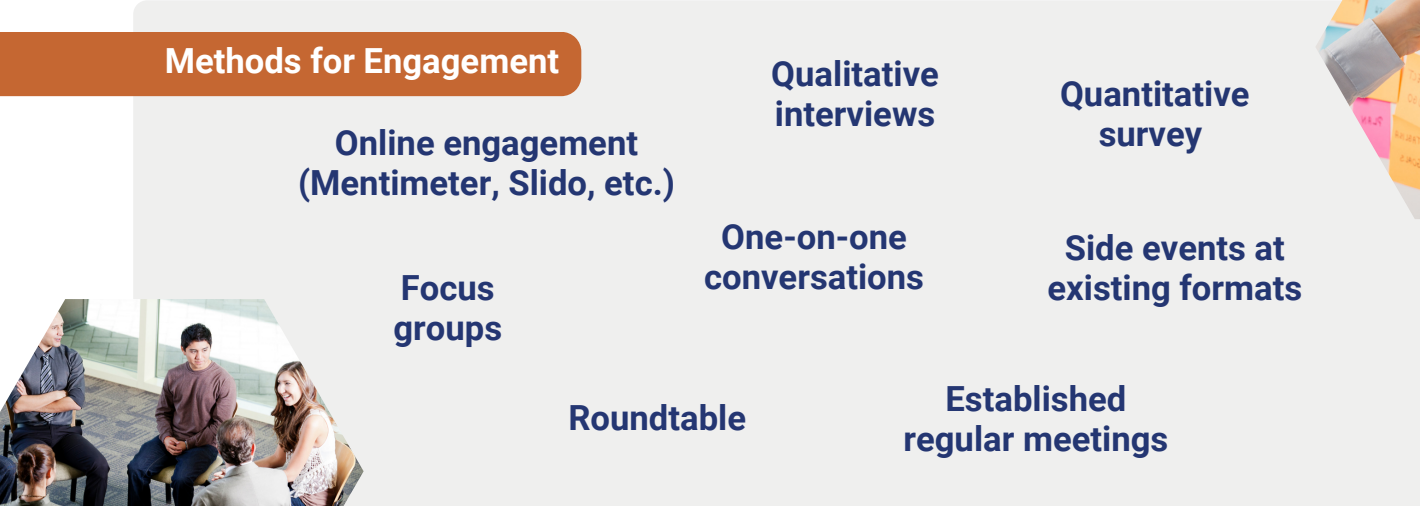 Methods for Engagement
Qualitative
interviews
Quantitative
survey
Online engagement
(Mentimeter, Slido, etc.)
One-on-one
conversations
Side events at
existing formats
Focus
groups
Roundtable
Established
regular meetings
PLAN